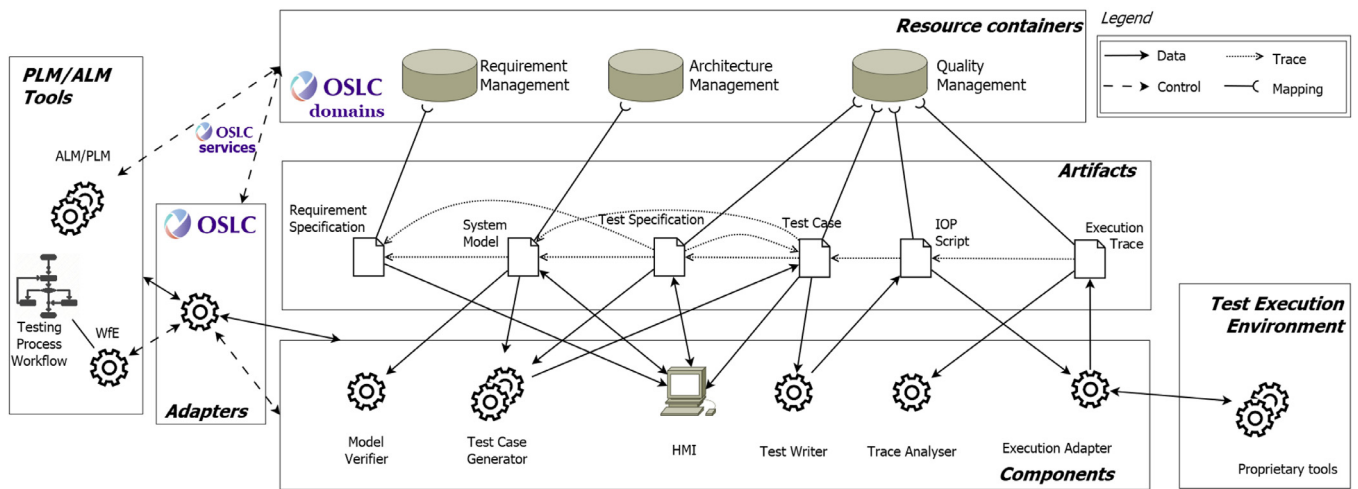 Resource containers
Legend
Data
Trace
Control
Mapping
PLM/ALM
Tools
OSLC
domains
Requirement
Management
Architecture
Management
Quality
Management
OSLC
services
ALM/PLM
Artifacts
OSLC
Requirement
Specification
System
Model
Test Specification
Test Case
IOP
Script
Execution
Trace
Testing
Process
Workflow
WfE
Adapters
Test Execution
Environment
Model
Verifier
Test Case
Generator
HMI
Test Writer
Trace Analyser
Execution Adapter
Components
Proprietary tools